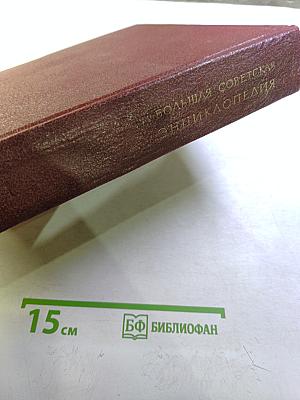 БОЛЬШАЯ СОВЕТСКАЯ
ЭНЦИКЛОПЕДИЯ
15 см
БФ БИБЛИОФАН